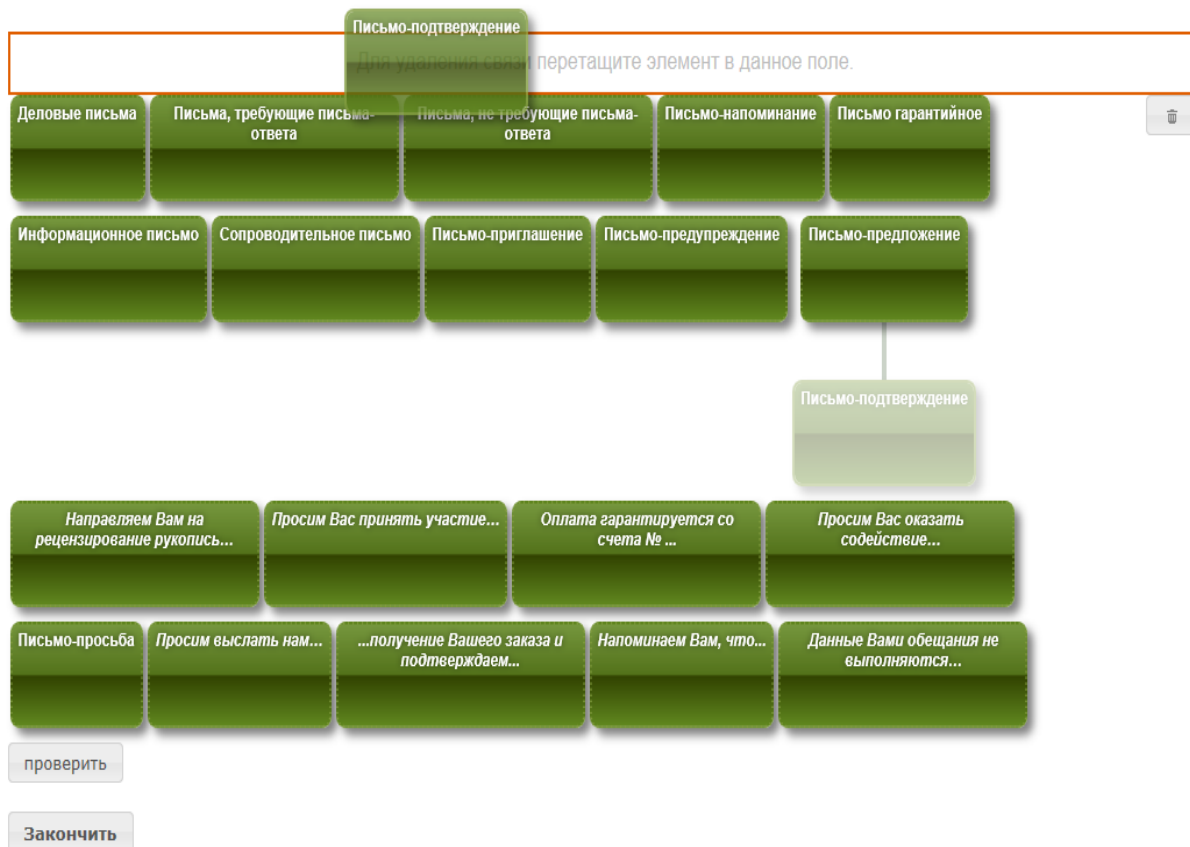 Письмо-подтверждение
Для удаления связи перетащите элемент в данное поле.
Деловые письма
Письма, требующие письма-
ответа
Письма, не требующие письма-
ответа
Письмо-напоминание
Письмо гарантийное
Информационное письмо
Сопроводительное письмо
Письмо-приглашение
Письмо-предупреждение
Письмо-предложение
Письмо-подтверждение
Направляем Вам на
рецензирование рукопись...
Просим Вас принять участие...
Оплата гарантируется со
счета № ...
Просим Вас оказать
содействие...
Письмо-просьба
Просим выслать нам...
...получение Вашего заказа и
подтверждаем...
Напоминаем Вам, что...
Данные Вами обещания не
выполняются...
проверить
Закончить